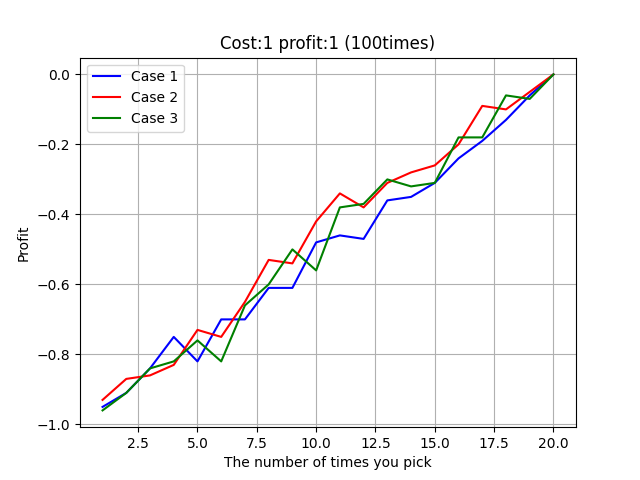 Cost:1 profit:1 (100times)
Case 1
Case 2
Case 3
Profit
0.0
−0.2
−0.4
−0.6
−0.8
−1.0
2.5 5.0 7.5 10.0 12.5 15.0 17.5 20.0
The number of times you pick